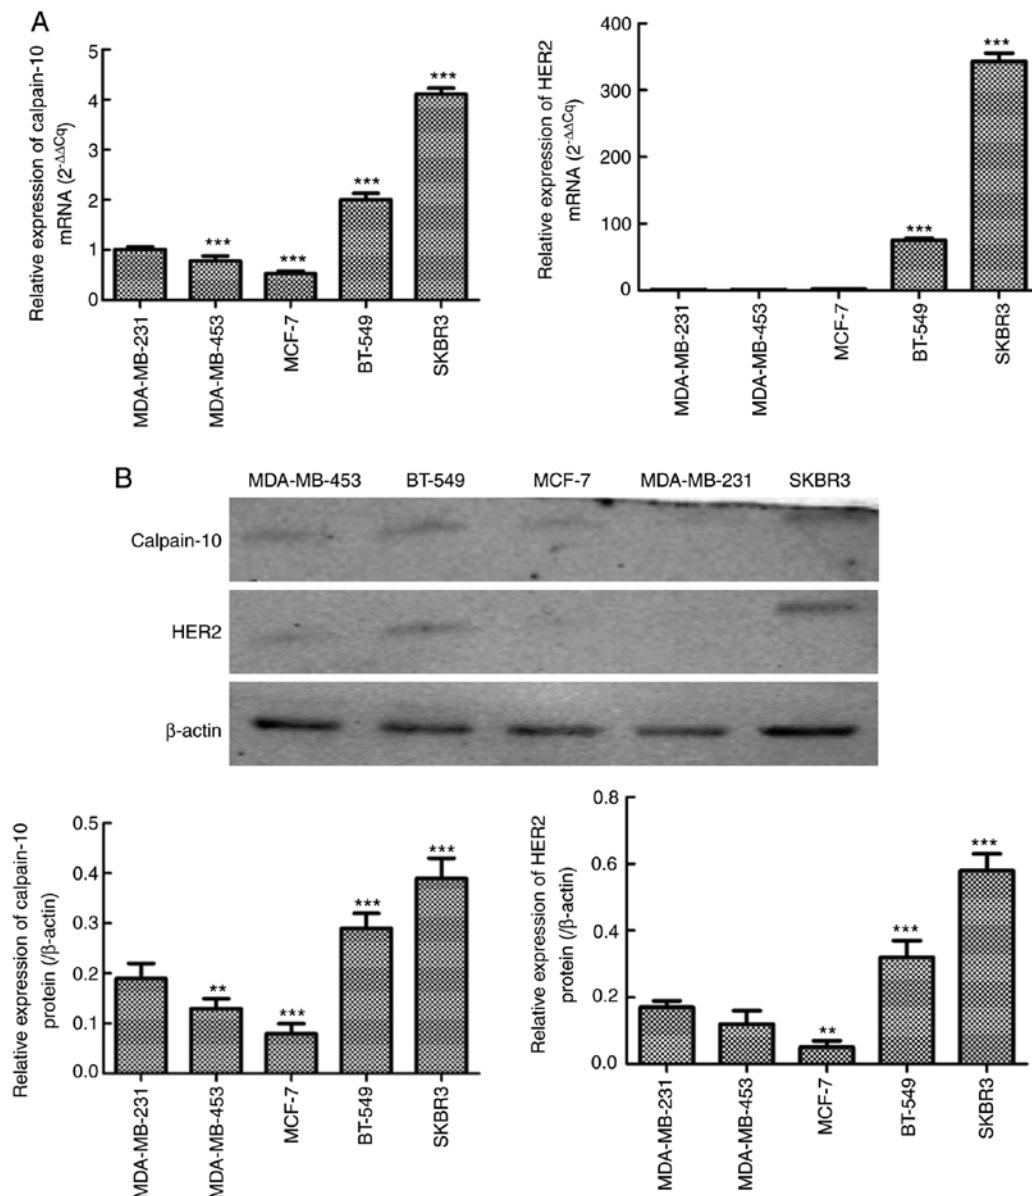 A
Relative expression of calpain-10
mRNA (2-ΔΔCq)
5
4
3
2
1
0
***
***
***
***
MDA-MB-231
MDA-MB-453
MCF-7
BT-549
SKBR3
Relative expression of HER2
mRNA (2-ΔΔCq)
400
300
200
100
0
***
***
MDA-MB-231
MDA-MB-453
MCF-7
BT-549
SKBR3
B
MDA-MB-453 BT-549 MCF-7 MDA-MB-231 SKBR3
Calpain-10
HER2
β-actin
Relative expression of calpain-10
protein (/β-actin)
0.5
0.4
0.3
0.2
0.1
0.0
**
***
***
***
MDA-MB-231
MDA-MB-453
MCF-7
BT-549
SKBR3
Relative expression of HER2
protein (/β-actin)
0.8
0.6
0.4
0.2
0.0
**
***
***
MDA-MB-231
MDA-MB-453
MCF-7
BT-549
SKBR3